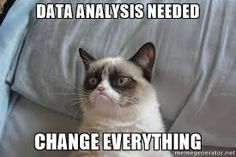 DATA ANALYSIS NEEDED
CHANGE EVERYTHING
memegenerator.net